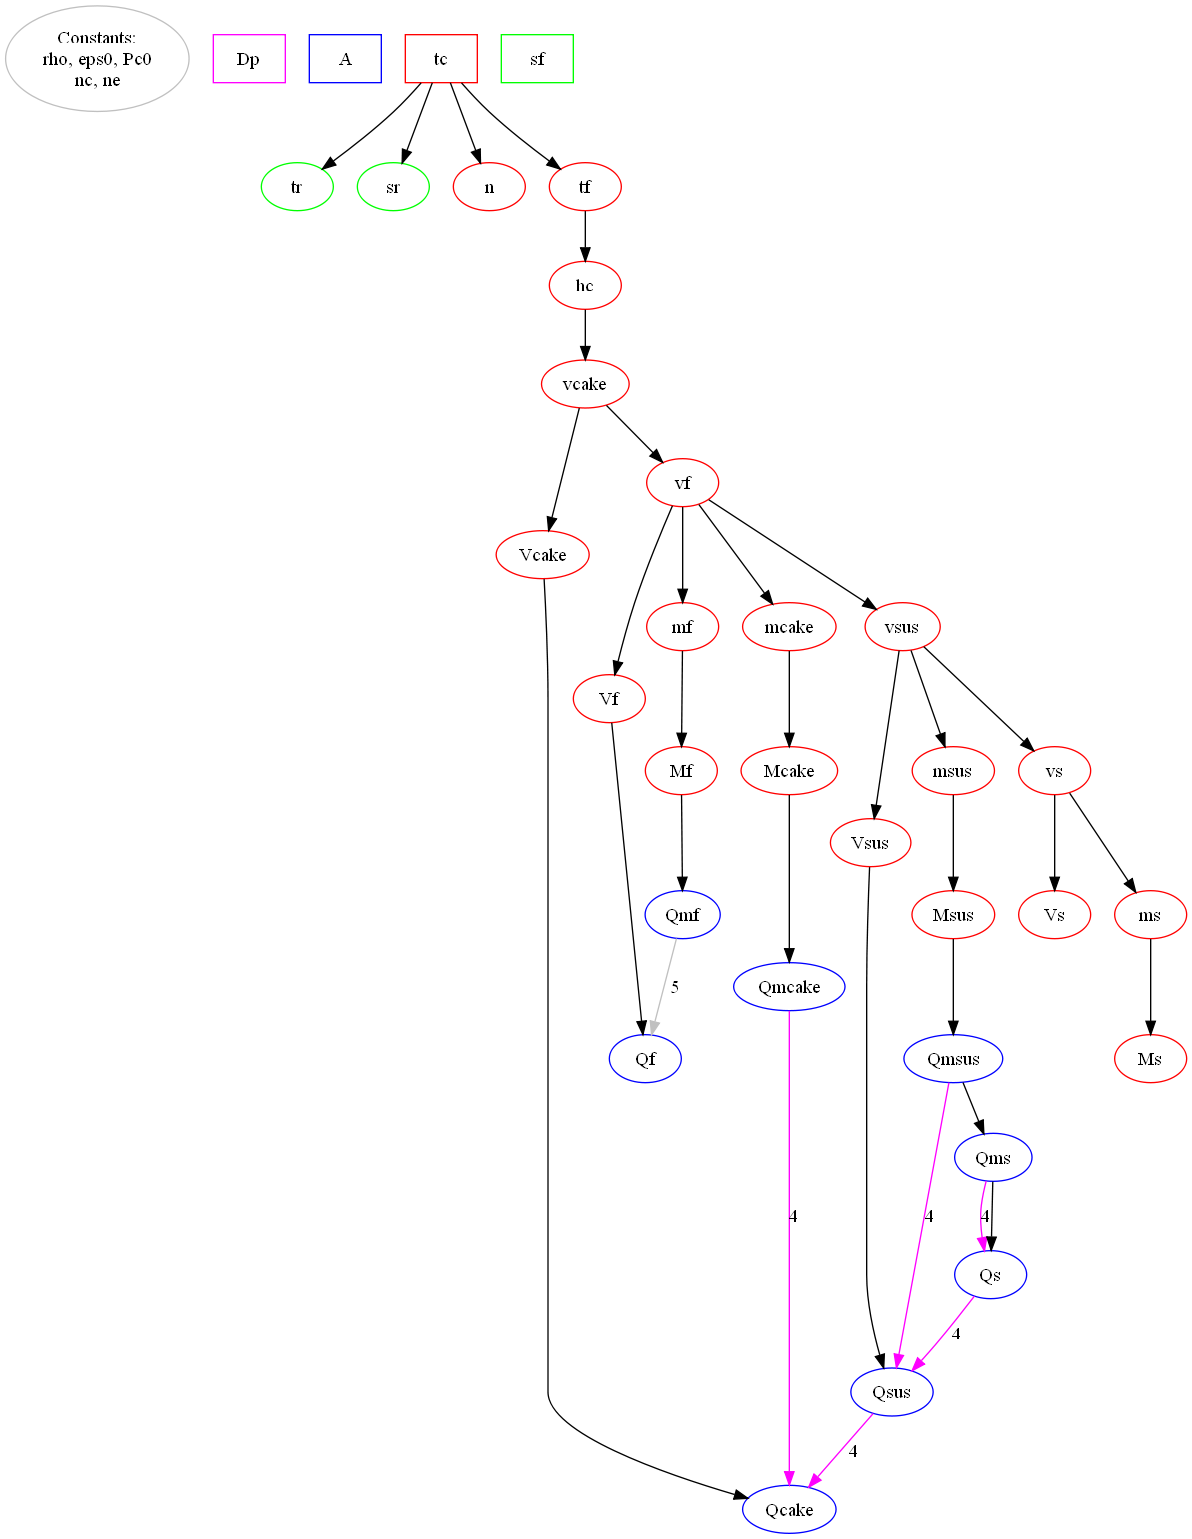 Constants:
rho, eps0, Pc0
nc, ne
Dp
A
tc
sf
tr
sr
n
tf
hc
vcake
vf
Vcake
mf
mcake
vsus
Vf
Mf
Mcake
msus
vs
Vsus
Qmf
Msus
Vs
ms
5
Qmcake
Qf
Qmsus
Ms
Qms
4
4
4
Qs
4
Qsus
4
Qcake